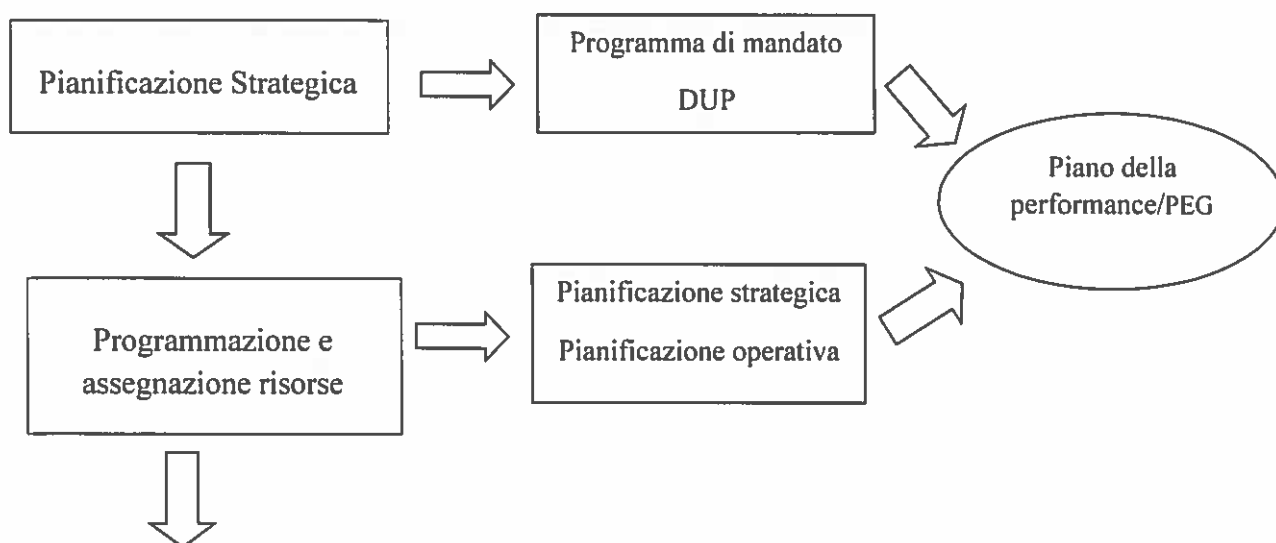 Pianificazione Strategica
Programma di mandato
DUP
Piano della
performance/PEG
Programmazione e
assegnazione risorse
Pianificazione strategica
Pianificazione operativa